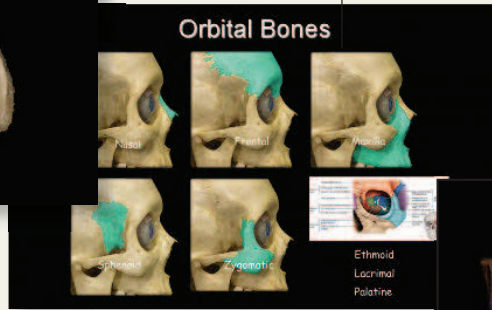 Orbital Bones
Nasal
Frontal
Maxilla
Sphenoid
Zygomatic
Ethmoid
Lacrimal
Palatine